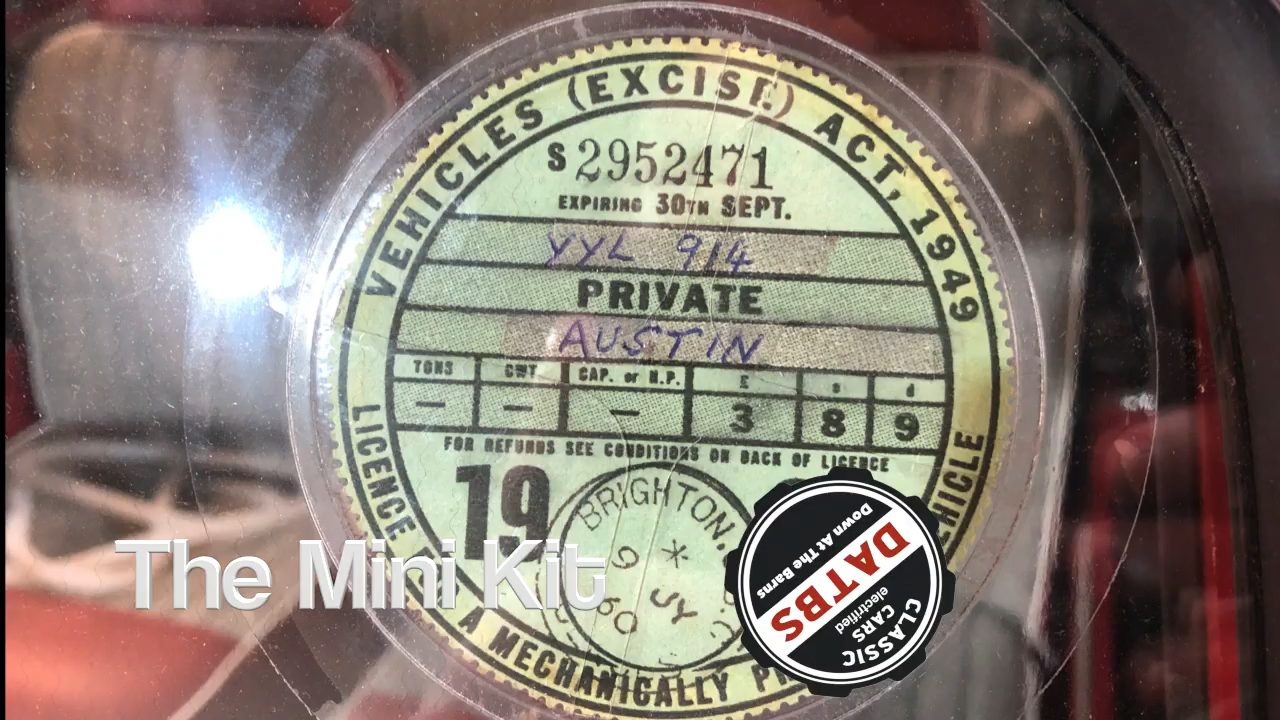 VEHICLES (EXCISE) ACT, 1949
S2952471
EXPIRING 30TH SEPT.
YYL 914
PRIVATE
AUSTIN
TONS CWT CAP. or H.P. £ s d
— — — 3 8 9
FOR REFUNDS SEE CONDITIONS ON BACK OF LICENCE
19
BRIGHTON.
9 * JY
60
LICENCE
A MECHANICALLY
VEHICLE
The Mini Kit
Down At The Barns
DATBS
electrified
CLASSIC
CARS